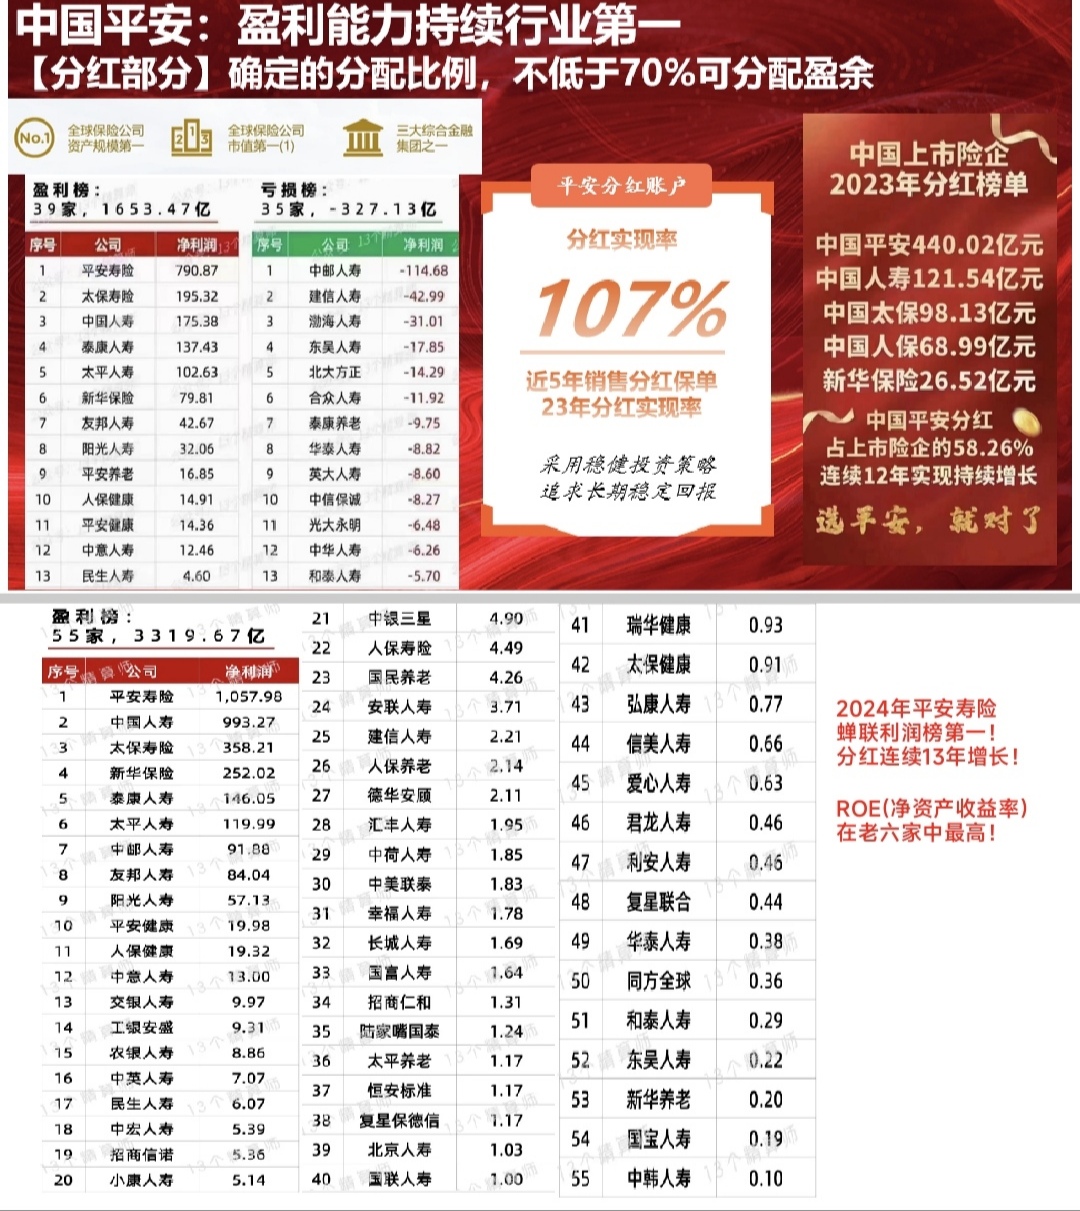 中国平安：盈利能力持续行业第一
【分红部分】确定的分配比例，不低于70%可分配盈余
No.1
全球保险公司
资产规模第一
2 1 3
全球保险公司
市值第一(1)
三大综合金融
集团之一
盈利榜：
39家，1653.47亿
序号 公司 净利润
1 平安寿险 790.87
2 太保寿险 195.32
3 中国人寿 175.38
4 泰康人寿 137.43
5 太平人寿 102.63
6 新华保险 79.81
7 友邦人寿 42.67
8 阳光人寿 32.06
9 平安养老 16.85
10 人保健康 14.91
11 平安健康 14.36
12 中意人寿 12.46
13 民生人寿 4.60
亏损榜：
35家，-327.13亿
序号 公司 净利润
1 中邮人寿 -114.68
2 建信人寿 -42.99
3 渤海人寿 -31.01
4 东吴人寿 -17.85
5 北大方正 -14.29
6 合众人寿 -11.92
7 泰康养老 -9.75
8 华泰人寿 -8.82
9 英大人寿 -8.60
10 中信保诚 -8.27
11 光大永明 -6.48
12 中华人寿 -6.26
13 和泰人寿 -5.70
平安分红账户
分红实现率
107%
近5年销售分红保单
23年分红实现率
采用稳健投资策略
追求长期稳定回报
中国上市险企
2023年分红榜单
中国平安440.02亿元
中国人寿121.54亿元
中国太保98.13亿元
中国人保68.99亿元
新华保险26.52亿元
中国平安分红
占上市险企的58.26%
连续12年实现持续增长
选平安，就对了
盈利榜：
55家，3319.67亿
序号 公司 净利润
1 平安寿险 1,057.98
2 中国人寿 993.27
3 太保寿险 358.21
4 新华保险 252.02
5 泰康人寿 146.05
6 太平人寿 119.99
7 中邮人寿 91.88
8 友邦人寿 84.04
9 阳光人寿 57.13
10 平安健康 19.98
11 人保健康 19.32
12 中意人寿 13.00
13 交银人寿 9.97
14 工银安盛 9.31
15 农银人寿 8.86
16 中英人寿 7.07
17 民生人寿 6.07
18 中宏人寿 5.39
19 招商信诺 5.36
20 小康人寿 5.14
21 中银三星 4.90
22 人保寿险 4.49
23 国民养老 4.26
24 安联人寿 3.71
25 建信人寿 2.21
26 人保养老 2.14
27 德华安顾 2.11
28 汇丰人寿 1.95
29 中荷人寿 1.85
30 中美联泰 1.83
31 幸福人寿 1.78
32 长城人寿 1.69
33 国富人寿 1.64
34 招商仁和 1.31
35 陆家嘴国泰 1.24
36 太平养老 1.17
37 恒安标准 1.17
38 复星保德信 1.17
39 北京人寿 1.03
40 国联人寿 1.00
41 瑞华健康 0.93
42 太保健康 0.91
43 弘康人寿 0.77
44 信美人寿 0.66
45 爱心人寿 0.63
46 君龙人寿 0.46
47 利安人寿 0.46
48 复星联合 0.44
49 华泰人寿 0.38
50 同方全球 0.36
51 和泰人寿 0.29
52 东吴人寿 0.22
53 新华养老 0.20
54 国宝人寿 0.19
55 中韩人寿 0.10
2024年平安寿险
蝉联利润榜第一！
分红连续13年增长！
ROE(净资产收益率)
在老六家中最高！
13个精算师